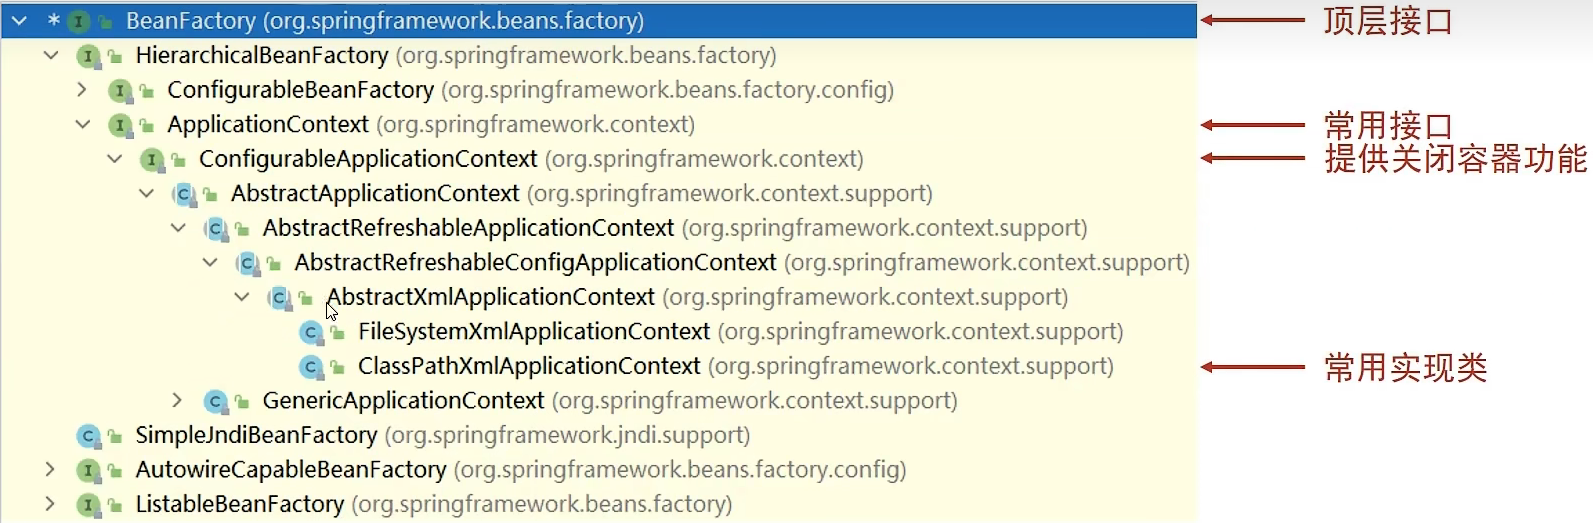 BeanFactory (org.springframework.beans.factory) 顶层接口
HierarchicalBeanFactory (org.springframework.beans.factory)
ConfigurableBeanFactory (org.springframework.beans.factory.config)
ApplicationContext (org.springframework.context) 常用接口
ConfigurableApplicationContext (org.springframework.context) 提供关闭容器功能
AbstractApplicationContext (org.springframework.context.support)
AbstractRefreshableApplicationContext (org.springframework.context.support)
AbstractRefreshableConfigApplicationContext (org.springframework.context.support)
AbstractXmlApplicationContext (org.springframework.context.support)
FileSystemXmlApplicationContext (org.springframework.context.support)
ClassPathXmlApplicationContext (org.springframework.context.support) 常用实现类
GenericApplicationContext (org.springframework.context.support)
SimpleJndiBeanFactory (org.springframework.jndi.support)
AutowireCapableBeanFactory (org.springframework.beans.factory.config)
ListableBeanFactory (org.springframework.beans.factory)